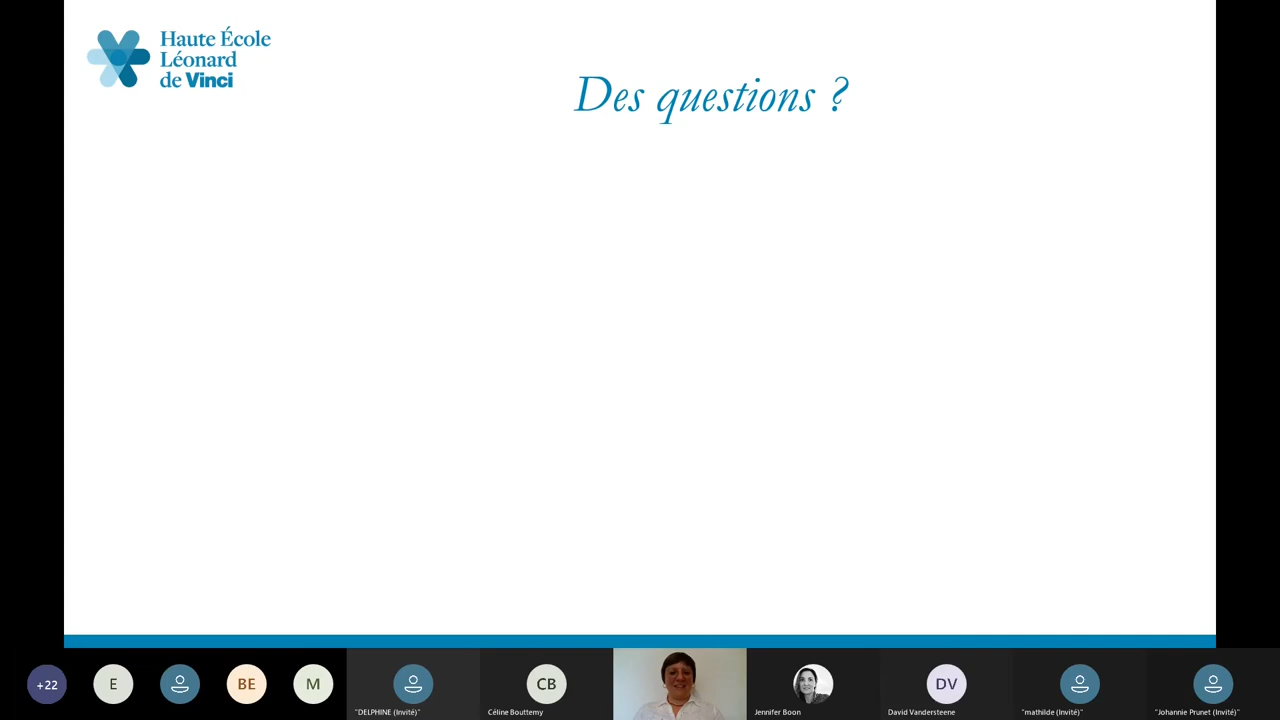 Haute École
Léonard
de Vinci
Des questions ?
+22
E
BE
M
CB
DV
"DELPHINE (Invité)"
Céline Bouttemy
Jennifer Boon
David Vandersteene
"mathilde (Invité)"
"Johannie Prunet (Invité)"